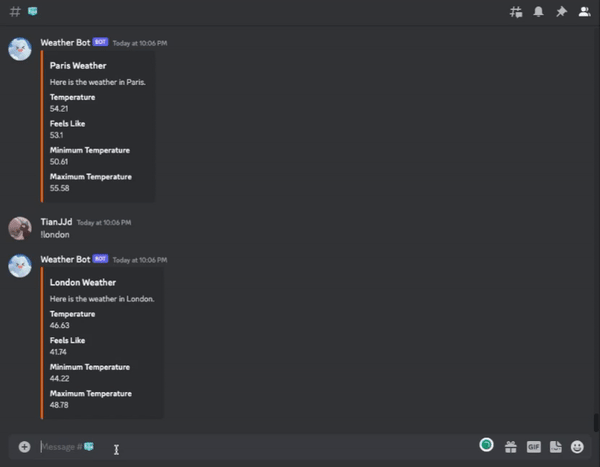 #
Weather Bot BOT Today at 10:06 PM
Paris Weather
Here is the weather in Paris.
Temperature
54.21
Feels Like
53.1
Minimum Temperature
50.61
Maximum Temperature
55.58
TianJJd Today at 10:06 PM
!london
Weather Bot BOT Today at 10:06 PM
London Weather
Here is the weather in London.
Temperature
46.63
Feels Like
41.74
Minimum Temperature
44.22
Maximum Temperature
48.78
Message #
GIF